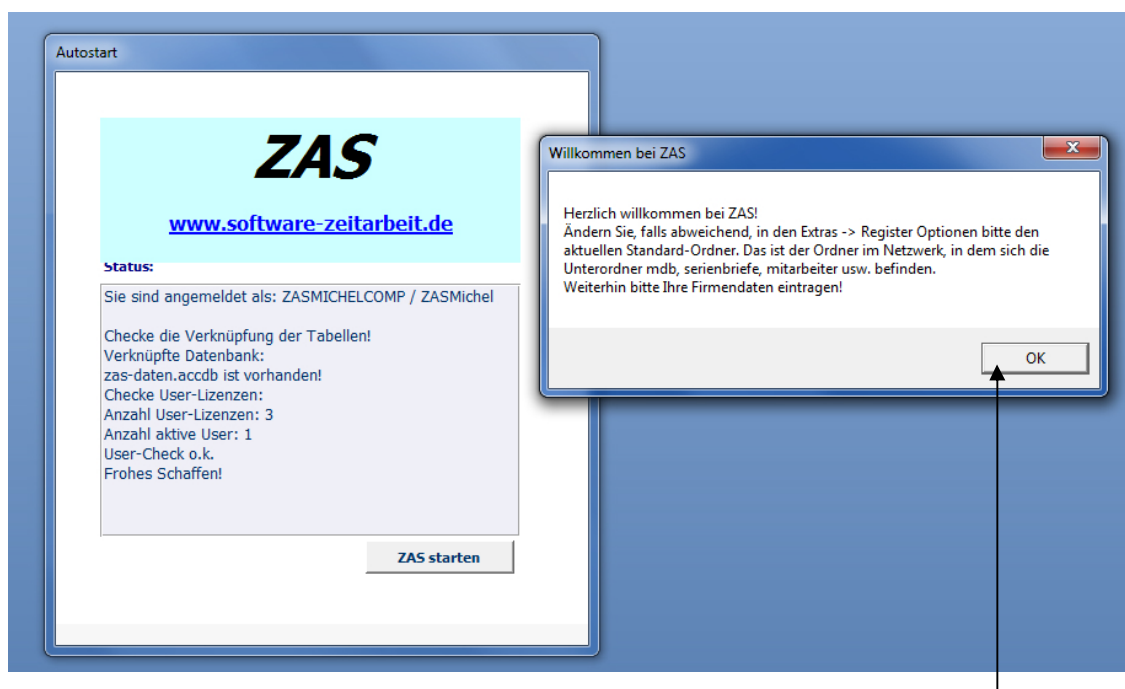 Autostart
ZAS
www.software-zeitarbeit.de
Status:
Sie sind angemeldet als: ZASMICHELCOMP / ZASMichel
Checke die Verknüpfung der Tabellen!
Verknüpfte Datenbank:
zas-daten.accdb ist vorhanden!
Checke User-Lizenzen:
Anzahl User-Lizenzen: 3
Anzahl aktive User: 1
User-Check o.k.
Frohes Schaffen!
ZAS starten
Willkommen bei ZAS
Herzlich willkommen bei ZAS!
Ändern Sie, falls abweichend, in den Extras -> Register Optionen bitte den
aktuellen Standard-Ordner. Das ist der Ordner im Netzwerk, in dem sich die
Unterordner mdb, serienbriefe, mitarbeiter usw. befinden.
Weiterhin bitte Ihre Firmendaten eintragen!
OK